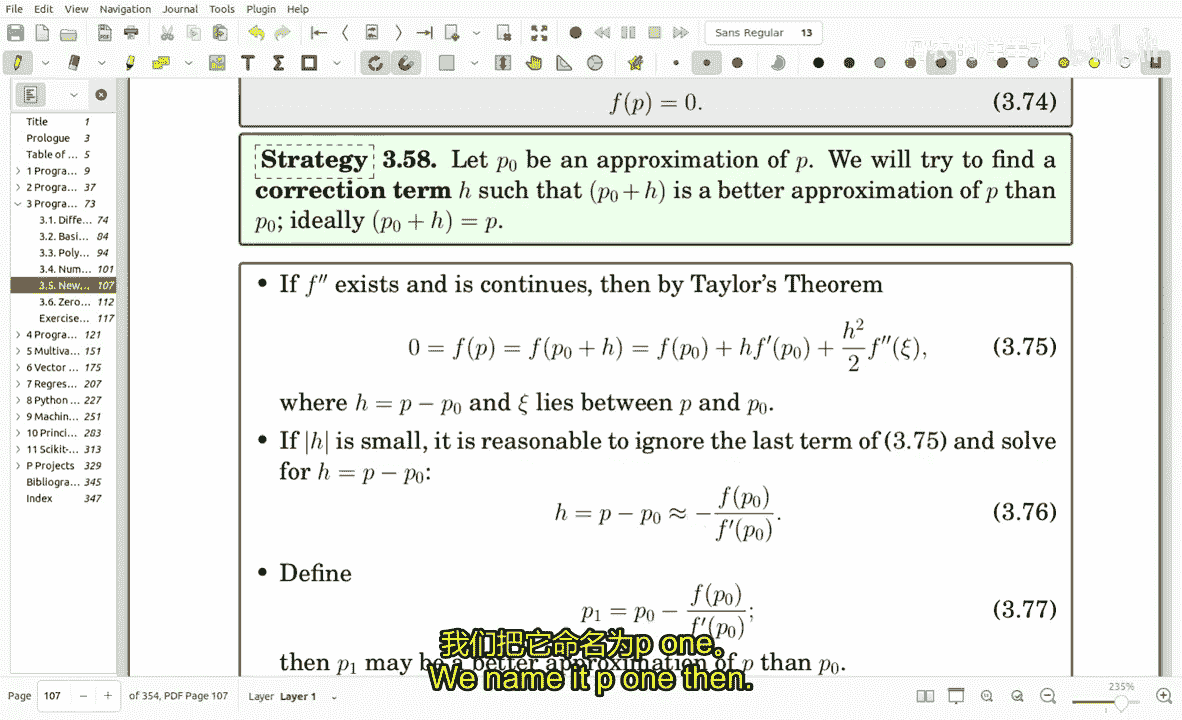 File Edit View Navigation Journal Tools Plugin Help
Sans Regular 13
Title 1
Prologue 3
Table of ... 5
1 Progra... 9
2 Progra... 37
3 Progra... 73
3.1. Diffe... 74
3.2. Basi... 84
3.3. Poly... 94
3.4. Num... 101
3.5. New... 107
3.6. Zero... 112
Exercise... 117
4 Progra... 121
5 Multiva... 151
6 Vector ... 175
7 Regres... 207
8 Python ... 227
9 Machin... 251
10 Princi... 283
11 Scikit-... 313
P Projects 329
Bibliogra... 345
Index 347
f(p) = 0. (3.74)
Strategy 3.58. Let p₀ be an approximation of p. We will try to find a
correction term h such that (p₀ + h) is a better approximation of p than
p₀; ideally (p₀ + h) = p.
• If f″ exists and is continues, then by Taylor's Theorem
0 = f(p) = f(p₀ + h) = f(p₀) + hf′(p₀) + h²/2 f″(ξ), (3.75)
where h = p − p₀ and ξ lies between p and p₀.
• If |h| is small, it is reasonable to ignore the last term of (3.75) and solve
for h = p − p₀:
h = p − p₀ ≈ − f(p₀)/f′(p₀). (3.76)
• Define
p₁ = p₀ − f(p₀)/f′(p₀); (3.77)
then p₁ may be a better approximation of p than p₀.
我们把它命名为p one。
We name it p one then.
Page 107 of 354, PDF Page 107 Layer Layer 1 235%